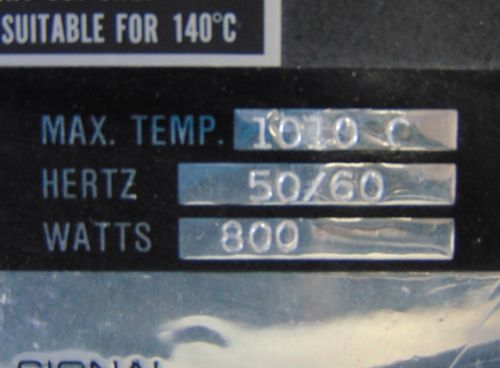 SUITABLE FOR 140°C
MAX. TEMP. 1010 C
HERTZ 50/60
WATTS 800